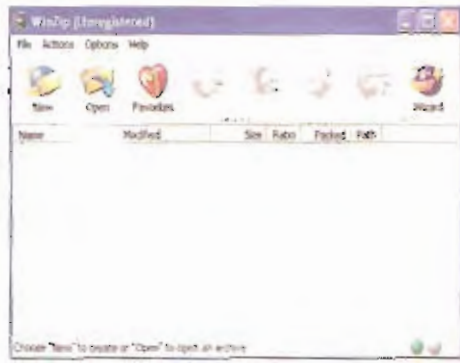 WinZip (Unregistered)
File Actions Options Help
New Open Favorites Wizard
Name Modified Size Ratio Packed Path
Choose "New" to create or "Open" to open an archive